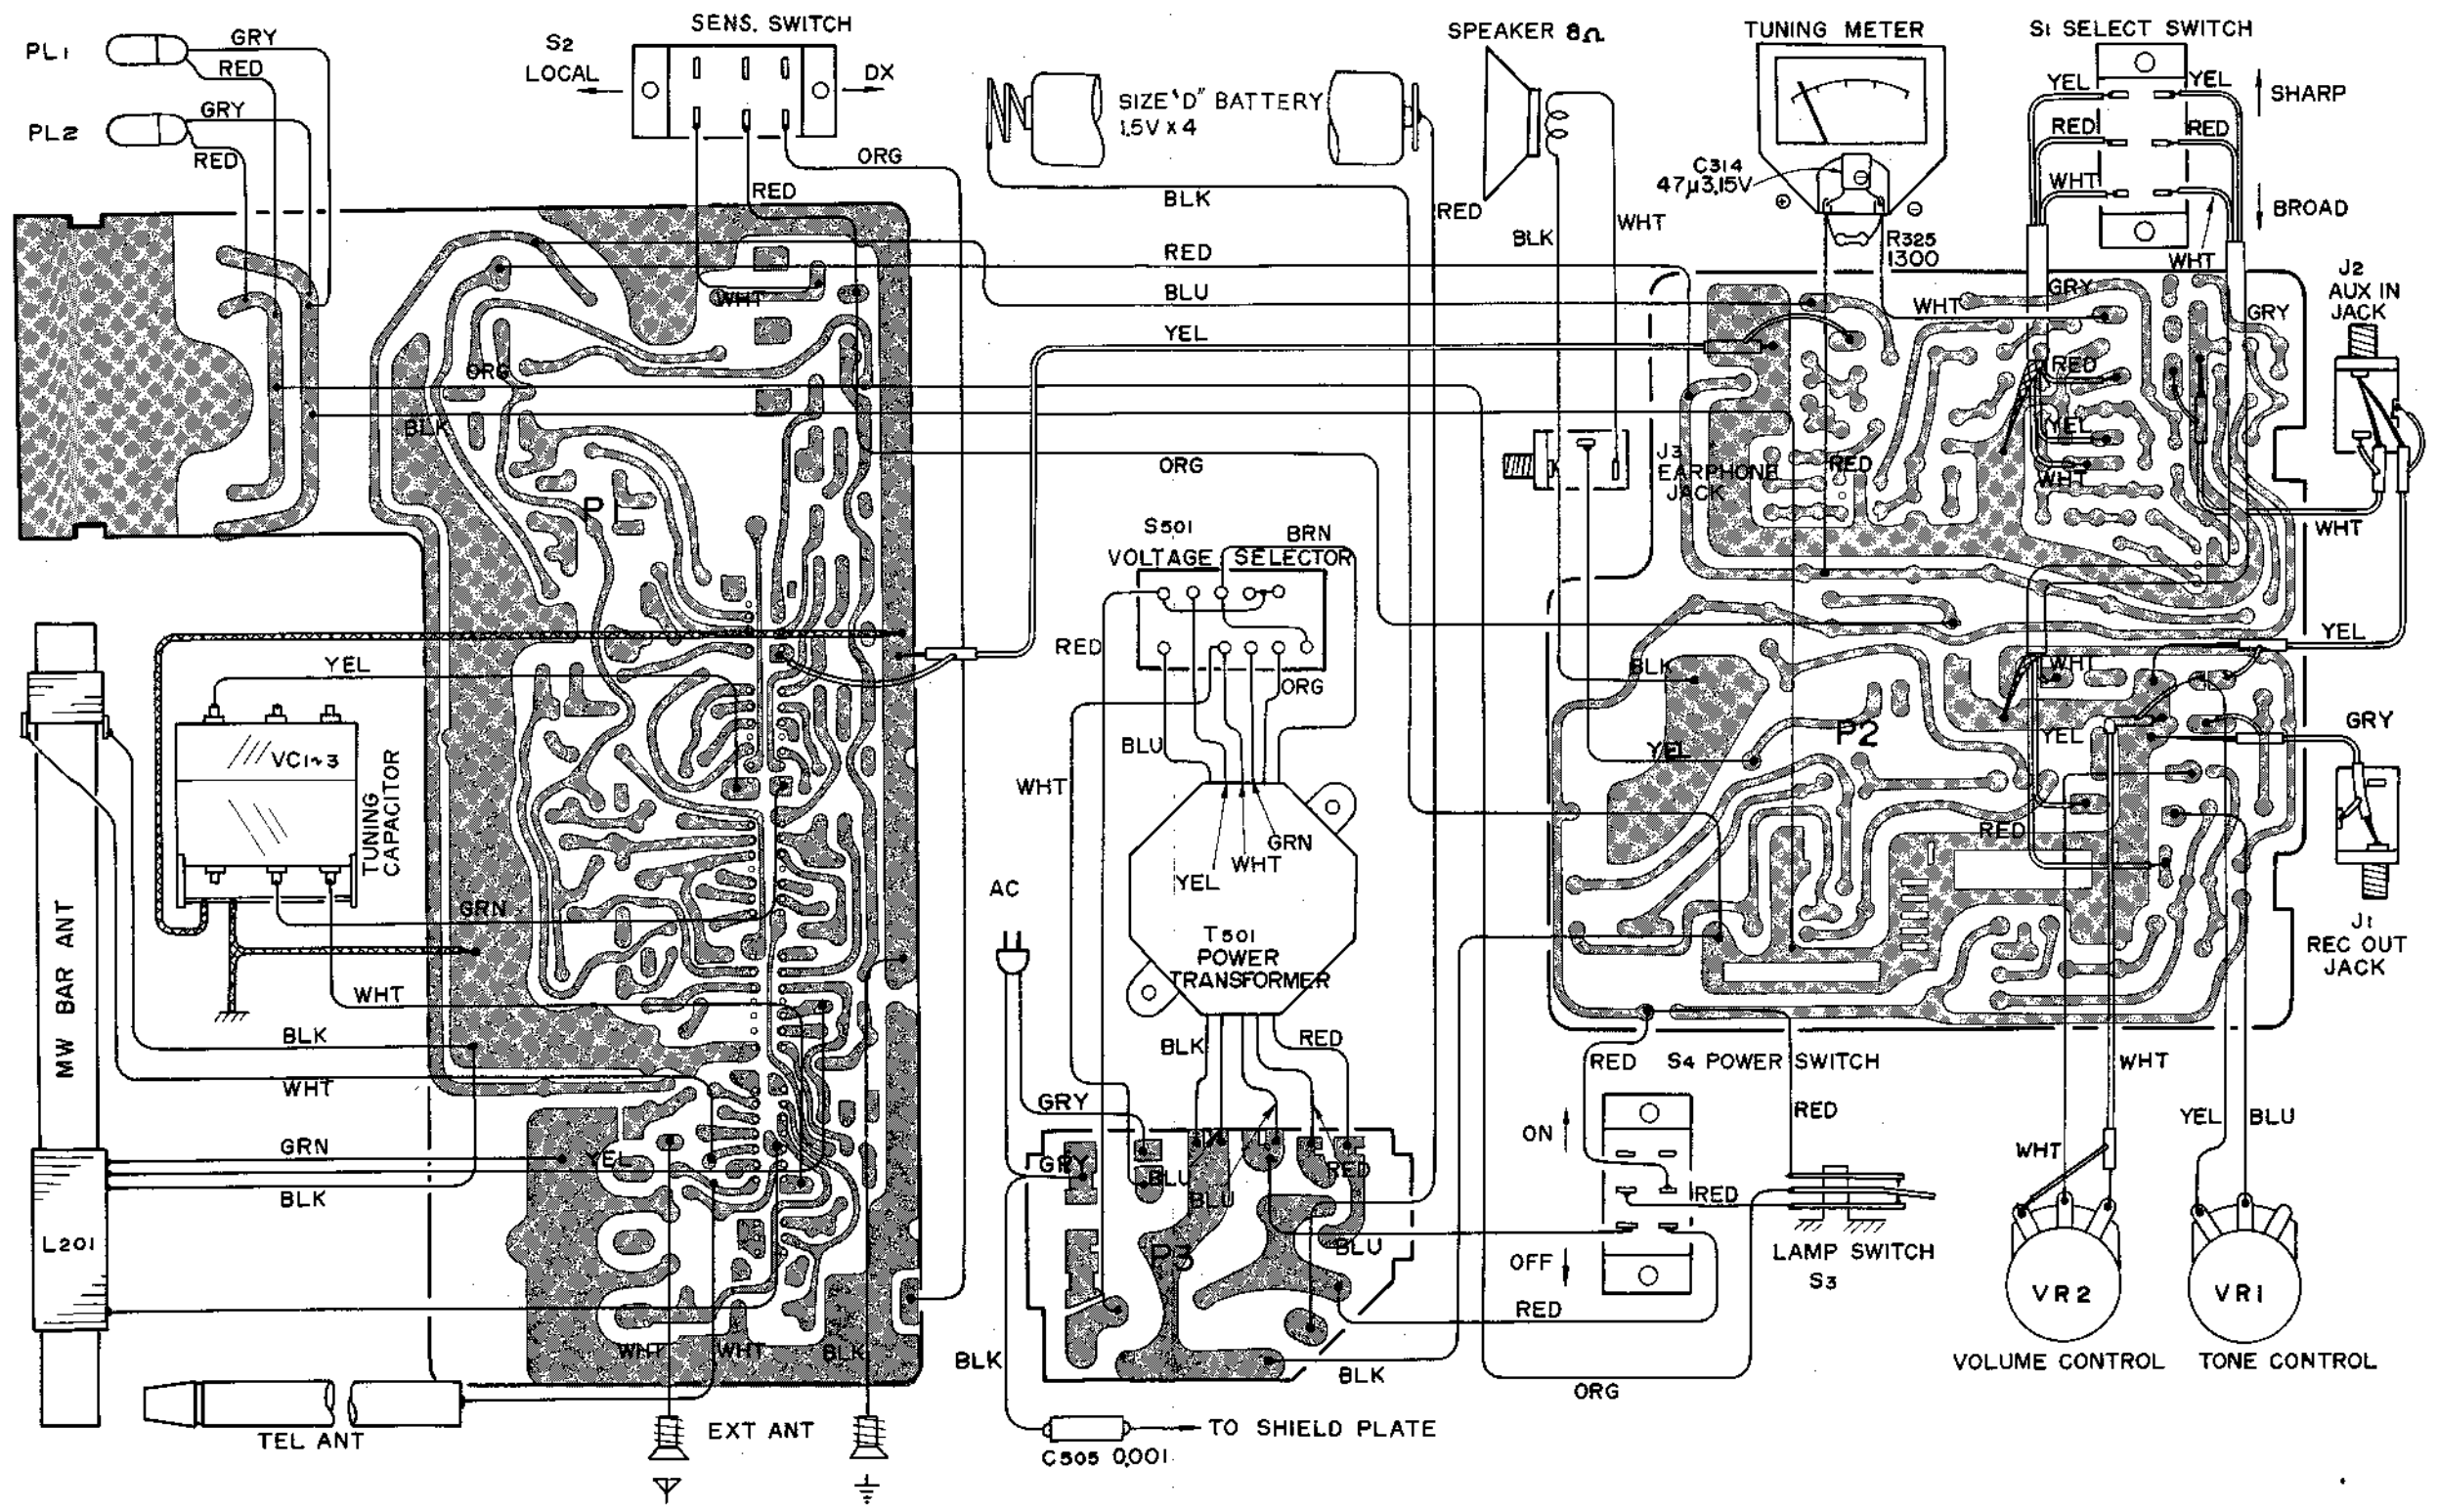 PL1
GRY
RED
PL2
GRY
RED
SENS. SWITCH
S2
LOCAL
DX
ORG
RED
WHT
SIZE "D" BATTERY
1.5V x 4
BLK
RED
SPEAKER 8Ω
BLK
WHT
TUNING METER
C314
47μ3,15V
⊕
⊖
R325
1300
S1 SELECT SWITCH
YEL
YEL
SHARP
RED
RED
WHT
BROAD
WHT
J2
AUX IN
JACK
GRY
GRY
WHT
RED
YEL
WHT
WHT
RED
BLU
YEL
ORG
BLK
ORG
RED
J3
EARPHONE
JACK
P1
S501
VOLTAGE SELECTOR
BRN
RED
ORG
BLU
WHT
YEL
WHT
GRN
T501
POWER
TRANSFORMER
BLK
RED
AC
GRY
GRY
BLU
BLU
RED
BLU
P3
BLK
BLK
RED
C505 0,001
TO SHIELD PLATE
YEL
VC1~3
TUNING
CAPACITOR
GRN
WHT
MW BAR ANT
BLK
WHT
GRN
YEL
BLK
L201
WHT
WHT
BLK
TEL ANT
EXT ANT
BLK
YEL
P2
WHT
YEL
RED
YEL
GRY
J1
REC OUT
JACK
RED
S4 POWER SWITCH
ON
OFF
RED
RED
LAMP SWITCH
S3
ORG
WHT
WHT
YEL
BLU
VR2
VR1
VOLUME CONTROL
TONE CONTROL